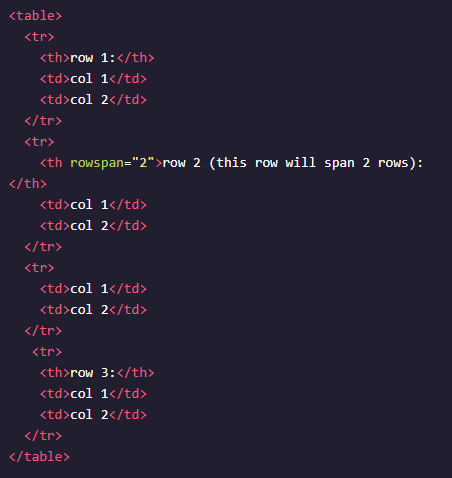 <table>
  <tr>
    <th>row 1:</th>
    <td>col 1</td>
    <td>col 2</td>
  </tr>
  <tr>
    <th rowspan="2">row 2 (this row will span 2 rows):
</th>
    <td>col 1</td>
    <td>col 2</td>
  </tr>
  <tr>
    <td>col 1</td>
    <td>col 2</td>
  </tr>
   <tr>
    <th>row 3:</th>
    <td>col 1</td>
    <td>col 2</td>
  </tr>
</table>